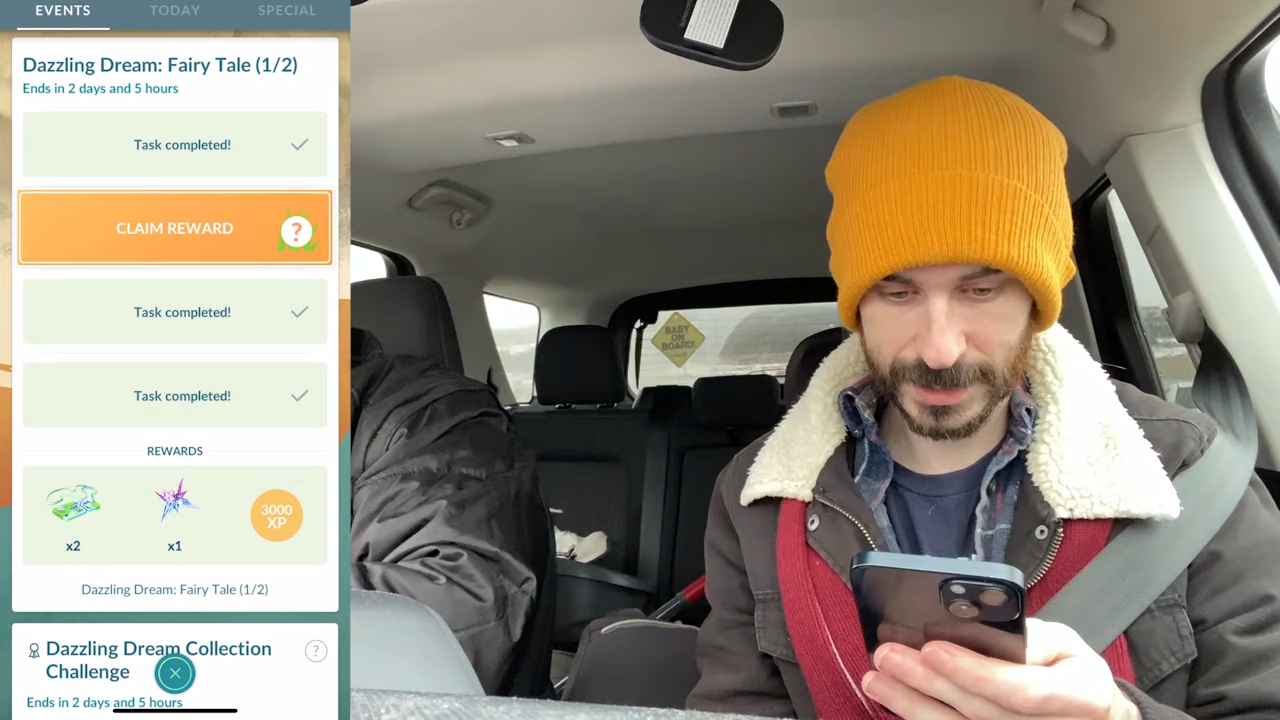 EVENTS TODAY SPECIAL
Dazzling Dream: Fairy Tale (1/2)
Ends in 2 days and 5 hours
Task completed!
CLAIM REWARD ?
Task completed!
Task completed!
REWARDS
3000
XP
x2 x1
Dazzling Dream: Fairy Tale (1/2)
Dazzling Dream Collection
Challenge
?
Ends in 2 days and 5 hours
BABY
ON
BOARD!